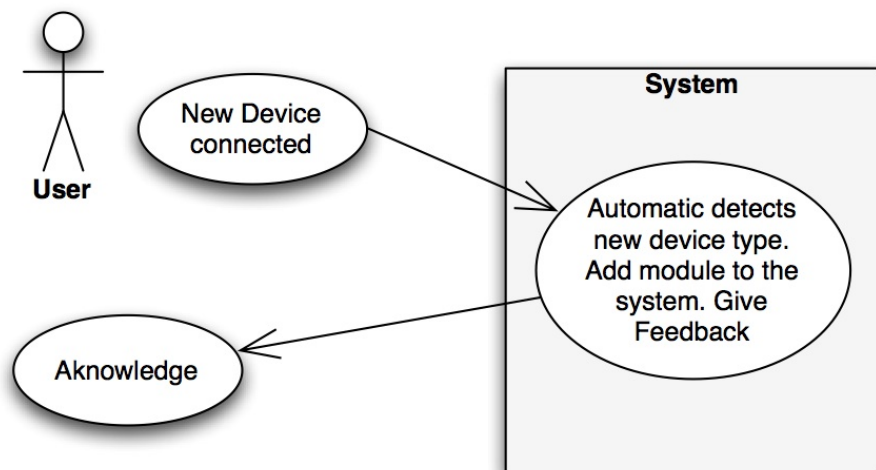 System
New Device
connected
User
Automatic detects
new device type.
Add module to the
system. Give
Feedback
Aknowledge